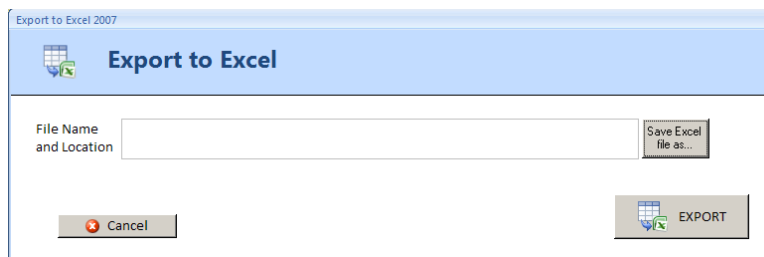 Export to Excel 2007
Export to Excel
File Name
and Location
Save Excel
file as...
Cancel
EXPORT